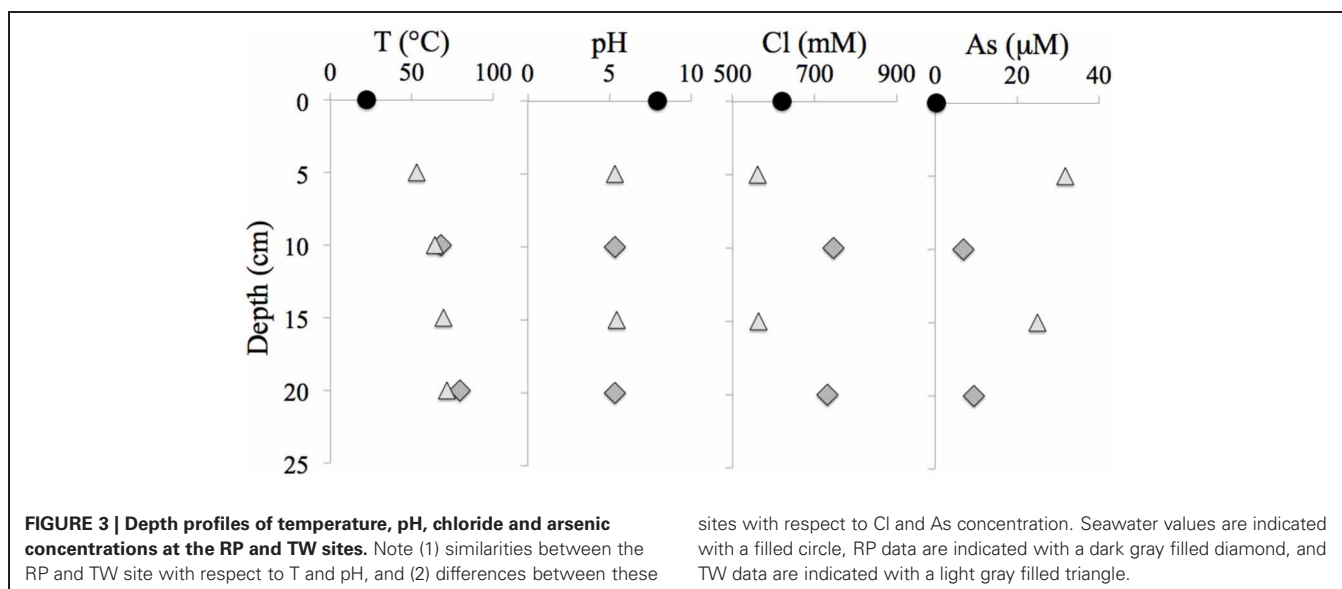 T (°C) pH Cl (mM) As (µM)
0 50 100 0 5 10 500 700 900 0 20 40
0
5
10
15
20
25
Depth (cm)
FIGURE 3 | Depth profiles of temperature, pH, chloride and arsenic
concentrations at the RP and TW sites. Note (1) similarities between the
RP and TW site with respect to T and pH, and (2) differences between these
sites with respect to Cl and As concentration. Seawater values are indicated
with a filled circle, RP data are indicated with a dark gray filled diamond, and
TW data are indicated with a light gray filled triangle.